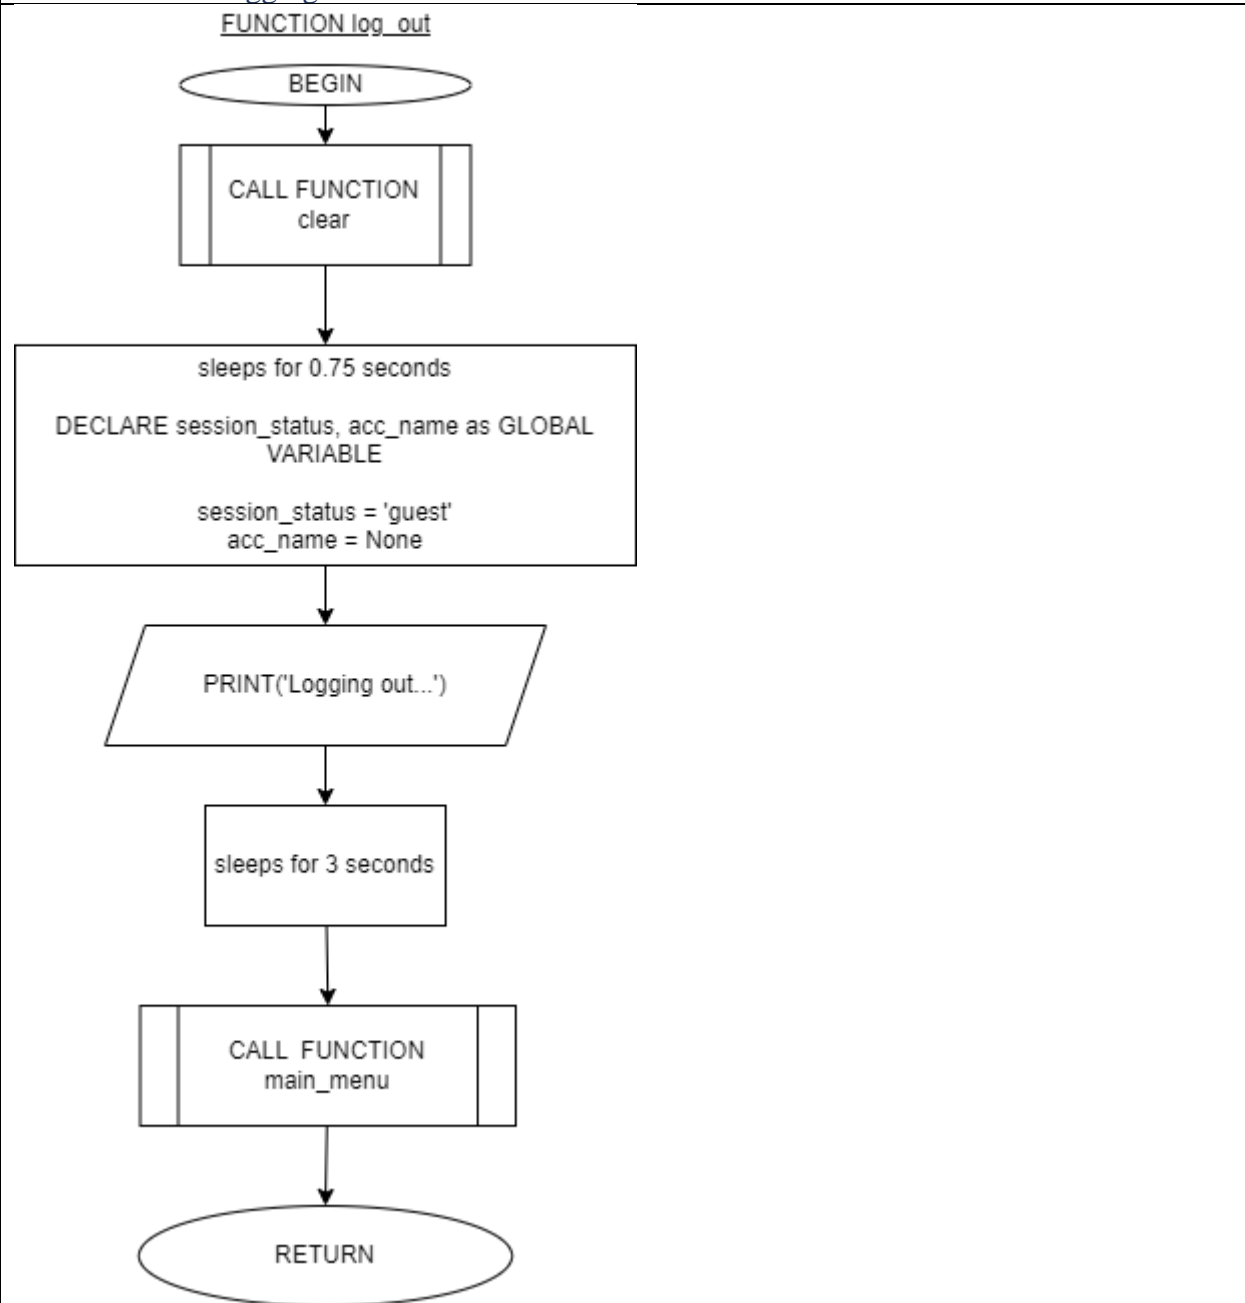 FUNCTION log_out
BEGIN
CALL FUNCTION
clear
sleeps for 0.75 seconds
DECLARE session_status, acc_name as GLOBAL
VARIABLE
session_status = 'guest'
acc_name = None
PRINT('Logging out...')
sleeps for 3 seconds
CALL FUNCTION
main_menu
RETURN